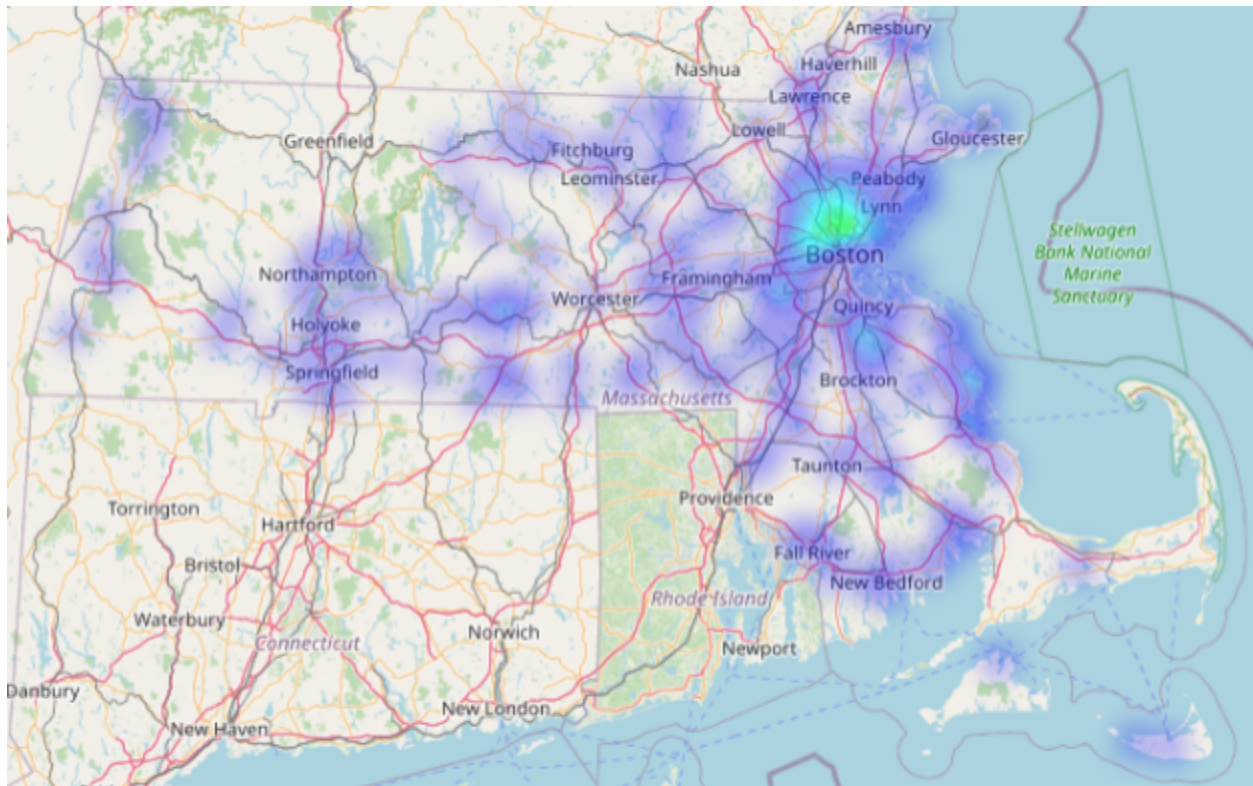 Amesbury
Haverhill
Nashua
Lawrence
Lowell
Gloucester
Greenfield
Fitchburg
Leominster
Peabody
Lynn
Stellwagen
Bank National
Marine
Sanctuary
Boston
Northampton
Framingham
Worcester
Quincy
Holyoke
Springfield
Brockton
Massachusetts
Taunton
Providence
Torrington
Hartford
Fall River
Bristol
New Bedford
Rhode Island
Waterbury
Norwich
Connecticut
Newport
Danbury
New London
New Haven